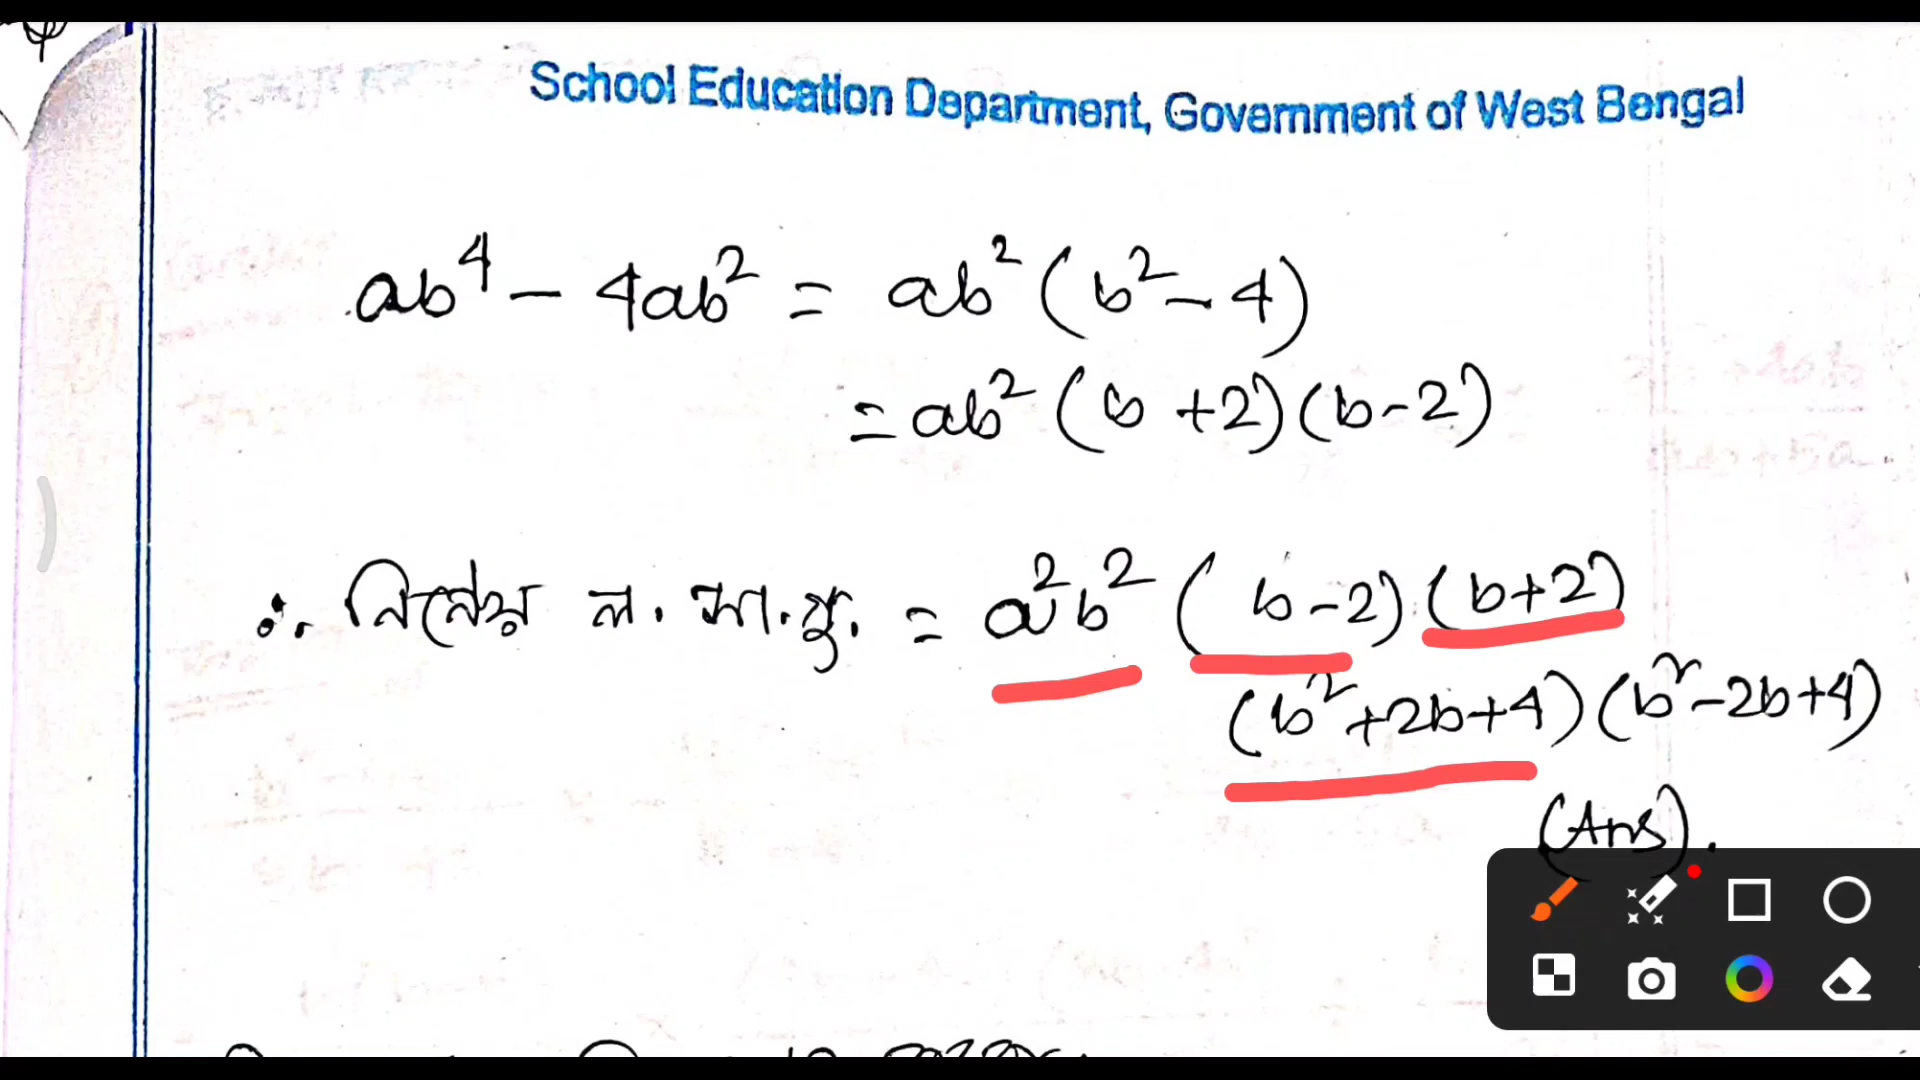 School Education Department, Government of West Bengal
ab⁴ - 4ab² = ab² (b² - 4)
= ab² (b + 2) (b - 2)
∴ নির্ণেয় ল. সা. গু. = a²b² (b - 2) (b + 2)
(b² + 2b + 4) (b² - 2b + 4)
(Ans).